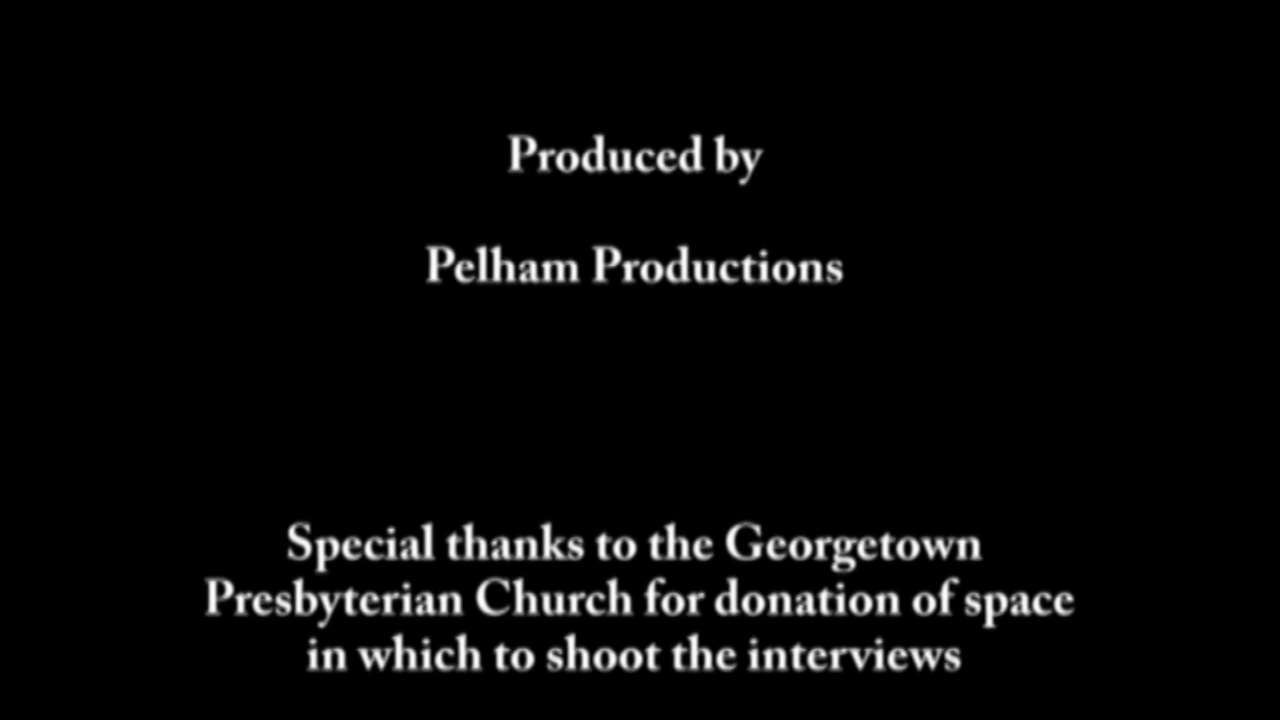 Produced by
Pelham Productions
Special thanks to the Georgetown
Presbyterian Church for donation of space
in which to shoot the interviews